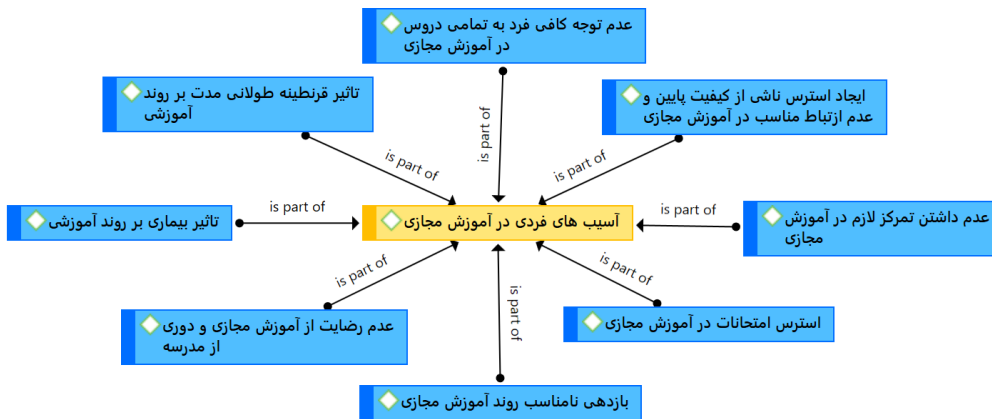 عدم توجه کافی فرد به تمامی دروس
در آموزش مجازی
تاثیر قرنطینه طولانی مدت بر روند
آموزشی
ایجاد استرس ناشی از کیفیت پایین و
عدم ازتباط مناسب در آموزش مجازی
is part of
is part of
is part of
تاثیر بیماری بر روند آموزشی
is part of
آسیب های فردی در آموزش مجازی
is part of
عدم داشتن تمرکز لازم در آموزش
مجازی
is part of
is part of
is part of
عدم رضایت از آموزش مجازی و دوری
از مدرسه
استرس امتحانات در آموزش مجازی
بازدهی نامناسب روند آموزش مجازی